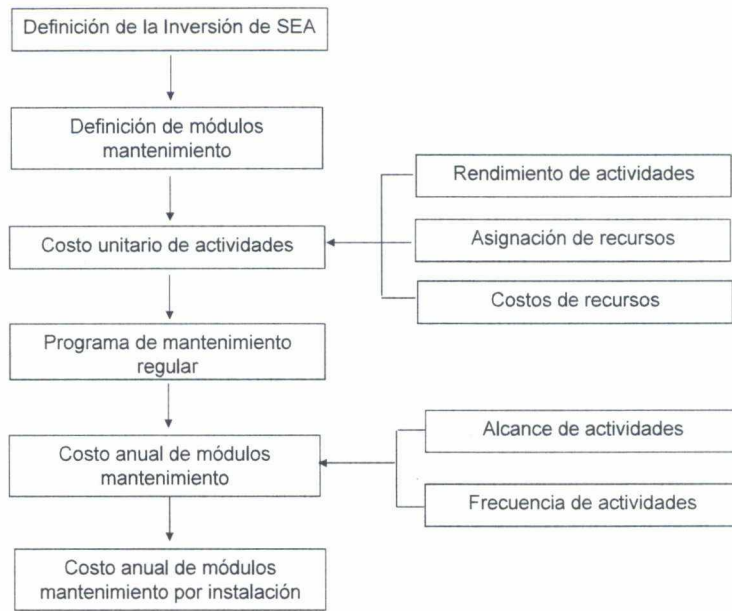 Definición de la Inversión de SEA
Definición de módulos
mantenimiento
Rendimiento de actividades
Costo unitario de actividades
Asignación de recursos
Costos de recursos
Programa de mantenimiento
regular
Alcance de actividades
Costo anual de módulos
mantenimiento
Frecuencia de actividades
Costo anual de módulos
mantenimiento por instalación